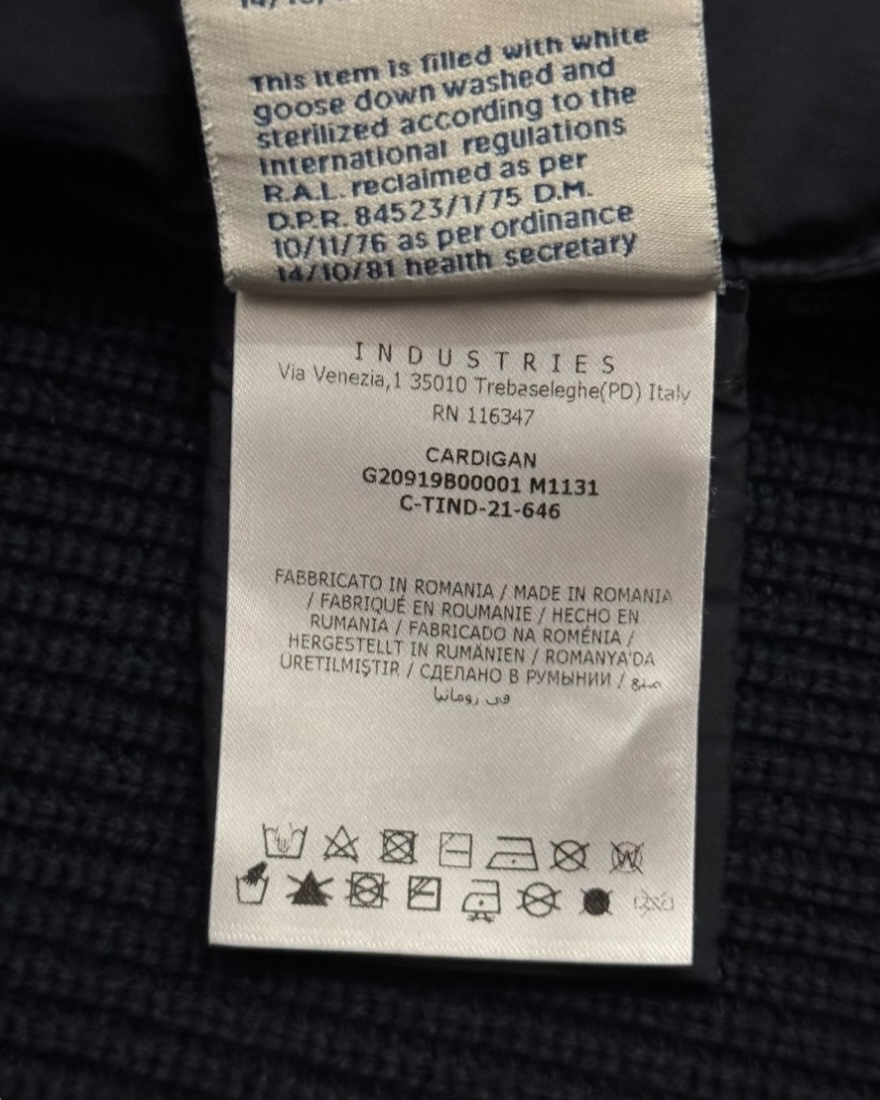 This item is filled with white
goose down washed and
sterilized according to the
international regulations
R.A.L. reclaimed as per
D.P.R. 84523/1/75 D.M.
10/11/76 as per ordinance
14/10/81 health secretary
INDUSTRIES
Via Venezia,1 35010 Trebaseleghe(PD) Italy
RN 116347
CARDIGAN
G20919B00001 M1131
C-TIND-21-646
FABBRICATO IN ROMANIA / MADE IN ROMANIA
/ FABRIQUÉ EN ROUMANIE / HECHO EN
RUMANIA / FABRICADO NA ROMÉNIA /
HERGESTELLT IN RUMÄNIEN / ROMANYA'DA
ÜRETILMIŞTIR / СДЕЛАНО В РУМЫНИИ / صنع
في رومانيا
W